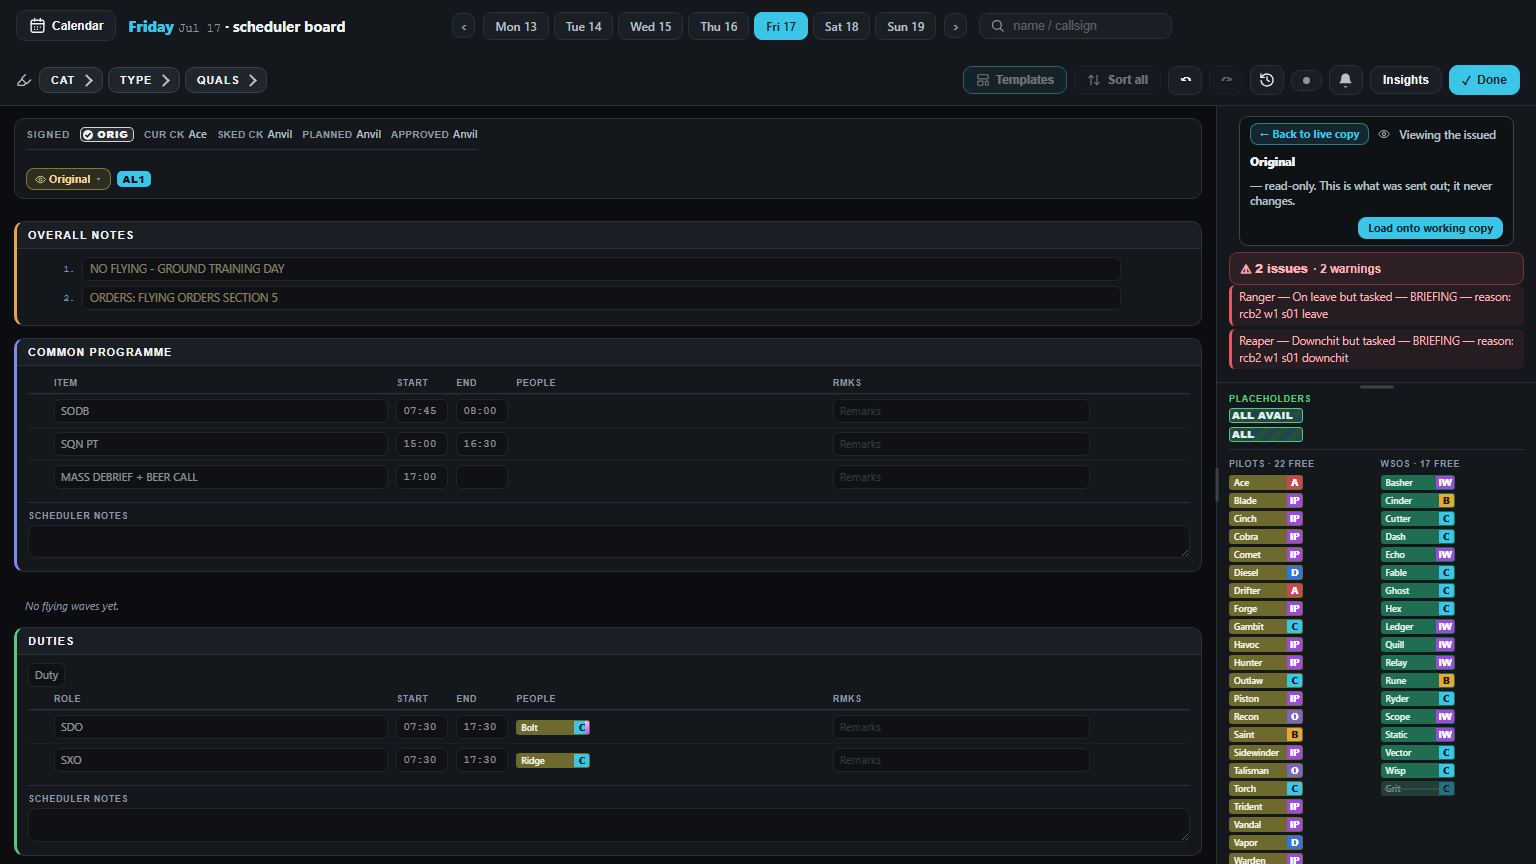 Calendar
Friday Jul 17 · scheduler board
‹
Mon 13
Tue 14
Wed 15
Thu 16
Fri 17
Sat 18
Sun 19
›
name / callsign
CAT
TYPE
QUALS
Templates
Sort all
Insights
✓ Done
SIGNED ORIG CUR CK Ace SKED CK Anvil PLANNED Anvil APPROVED Anvil
Original
AL1
OVERALL NOTES
1. NO FLYING - GROUND TRAINING DAY
2. ORDERS: FLYING ORDERS SECTION 5
COMMON PROGRAMME
ITEM START END PEOPLE RMKS
SODB 07:45 08:00 Remarks
SQN PT 15:00 16:30 Remarks
MASS DEBRIEF + BEER CALL 17:00 Remarks
SCHEDULER NOTES
No flying waves yet.
DUTIES
Duty
ROLE START END PEOPLE RMKS
SDO 07:30 17:30 Bolt C Remarks
SXO 07:30 17:30 Ridge C Remarks
SCHEDULER NOTES
← Back to live copy
Viewing the issued
Original
— read-only. This is what was sent out; it never
changes.
Load onto working copy
⚠ 2 issues · 2 warnings
Ranger — On leave but tasked — BRIEFING — reason:
rcb2 w1 s01 leave
Reaper — Downchit but tasked — BRIEFING — reason:
rcb2 w1 s01 downchit
PLACEHOLDERS
ALL AVAIL
ALL
PILOTS · 22 FREE
Ace A
Blade IP
Cinch IP
Cobra IP
Comet IP
Diesel D
Drifter A
Forge IP
Gambit C
Havoc IP
Hunter IP
Outlaw C
Piston IP
Recon O
Saint B
Sidewinder IP
Talisman O
Torch C
Trident IP
Vandal IP
Vapor D
Warden IP
WSOS · 17 FREE
Basher IW
Cinder B
Cutter C
Dash C
Echo IW
Fable C
Ghost C
Hex C
Ledger IW
Quill IW
Relay IW
Rune B
Ryder C
Scope IW
Static IW
Vector C
Wisp C
Grit C